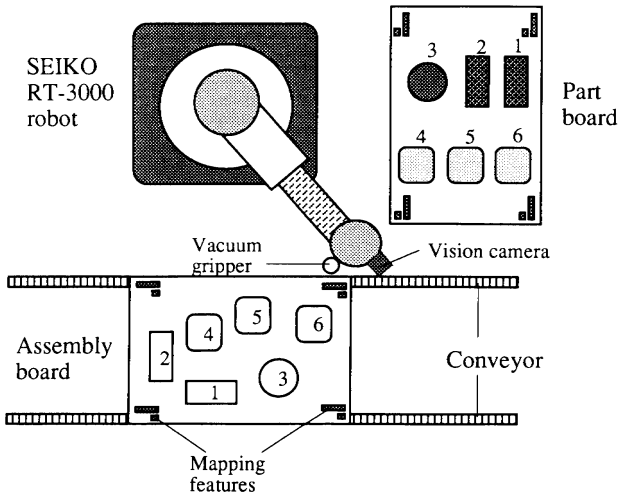 SEIKO
RT-3000
robot
3
2
1
Part
board
4
5
6
Vacuum
gripper
Vision camera
Assembly
board
4
5
6
2
1
3
Conveyor
Mapping
features